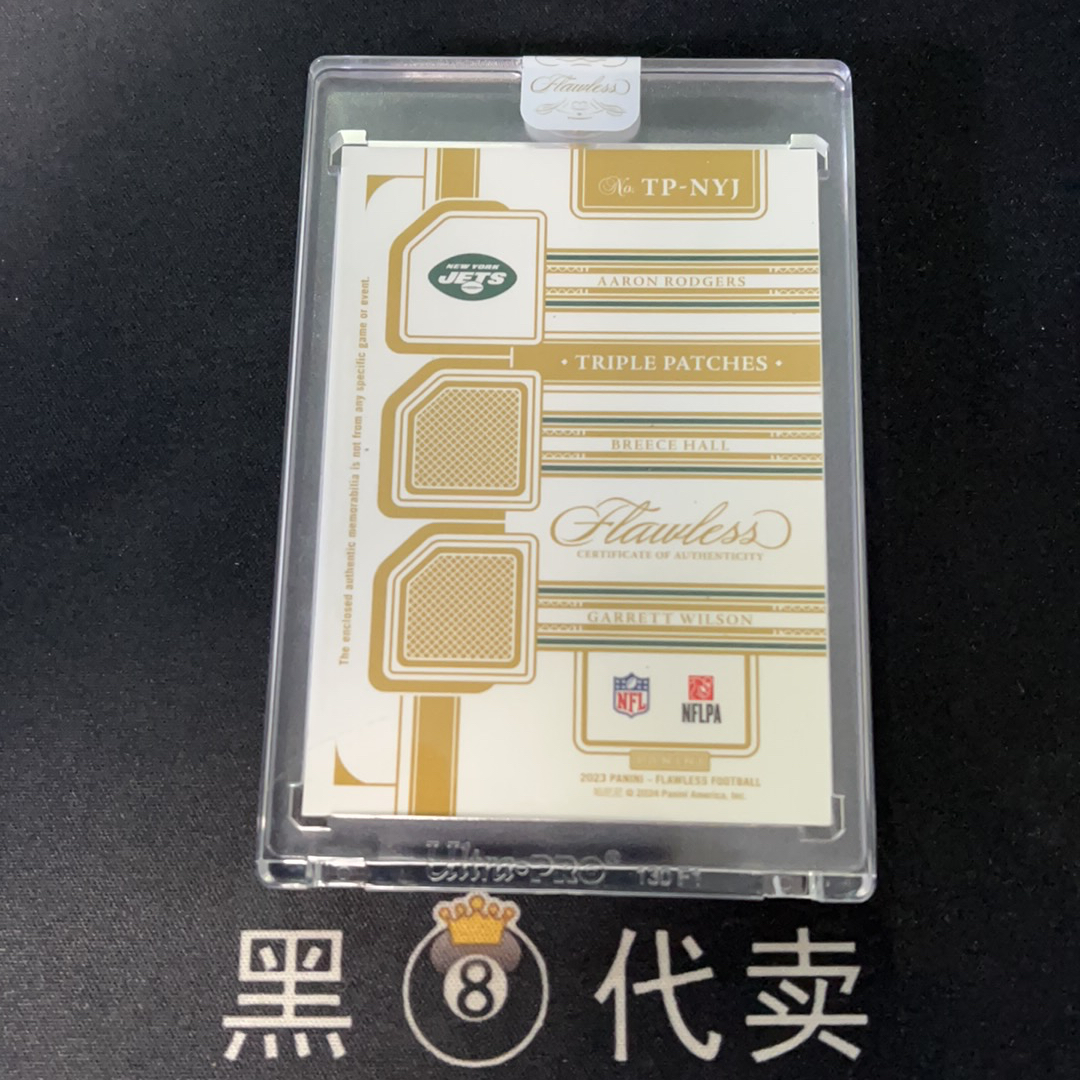 Flawless
No. TP-NYJ
NEW YORK
JETS
AARON RODGERS
TRIPLE PATCHES
BREECE HALL
Flawless
CERTIFICATE OF AUTHENTICITY
GARRETT WILSON
The enclosed authentic memorabilia is not from any specific game or event.
NFL
NFLPA
PANINI
2023 PANINI – FLAWLESS FOOTBALL
© 2024 Panini America, Inc.
Ultra•PRO®
130PT
黑8代卖